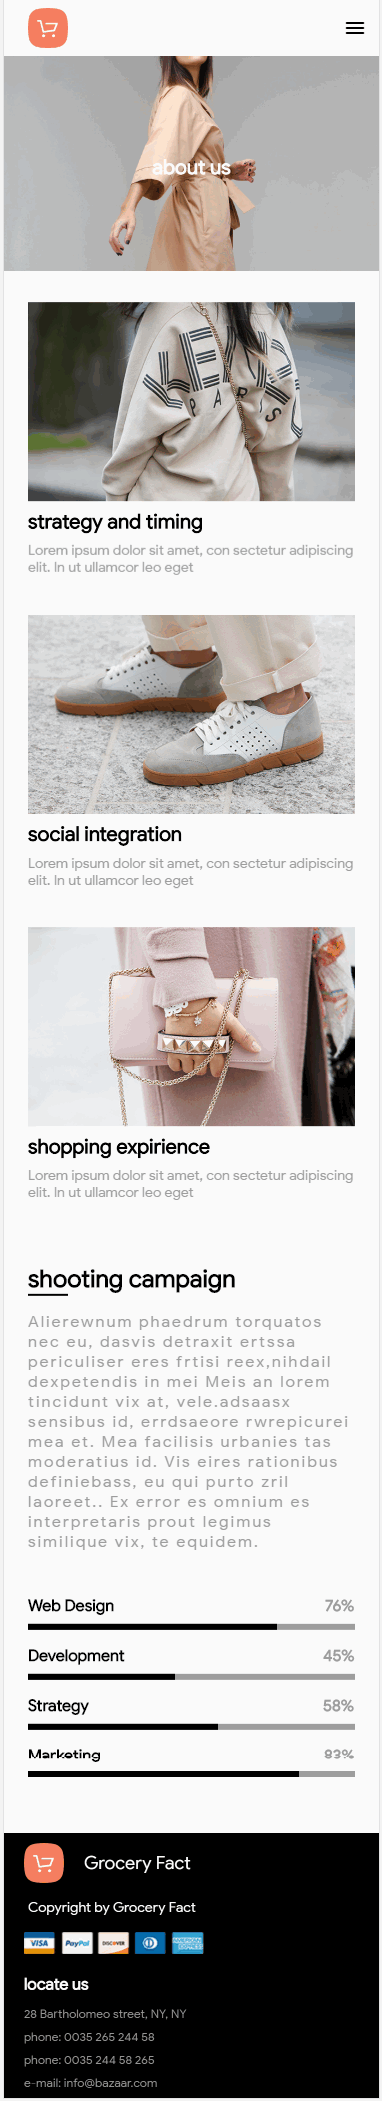 about us
JENNE
PARIS
strategy and timing
Lorem ipsum dolor sit amet, con sectetur adipiscing
elit. In ut ullamcor leo eget
social integration
Lorem ipsum dolor sit amet, con sectetur adipiscing
elit. In ut ullamcor leo eget
shopping expirience
Lorem ipsum dolor sit amet, con sectetur adipiscing
elit. In ut ullamcor leo eget
shooting campaign
Alierewnum phaedrum torquatos
nec eu, dasvis detraxit ertssa
periculiser eres frtisi reex,nihdail
dexpetendis in mei Meis an lorem
tincidunt vix at, vele.adsaasx
sensibus id, errdsaeore rwrepicurei
mea et. Mea facilisis urbanies tas
moderatius id. Vis eires rationibus
definiebass, eu qui purto zril
laoreet.. Ex error es omnium es
interpretaris prout legimus
similique vix, te equidem.
Web Design 76%
Development 45%
Strategy 58%
Marketing 83%
Grocery Fact
Copyright by Grocery Fact
VISA PayPal DISCOVER AMERICAN EXPRESS
locate us
28 Bartholomeo street, NY, NY
phone: 0035 265 244 58
phone: 0035 244 58 265
e-mail: info@bazaar.com